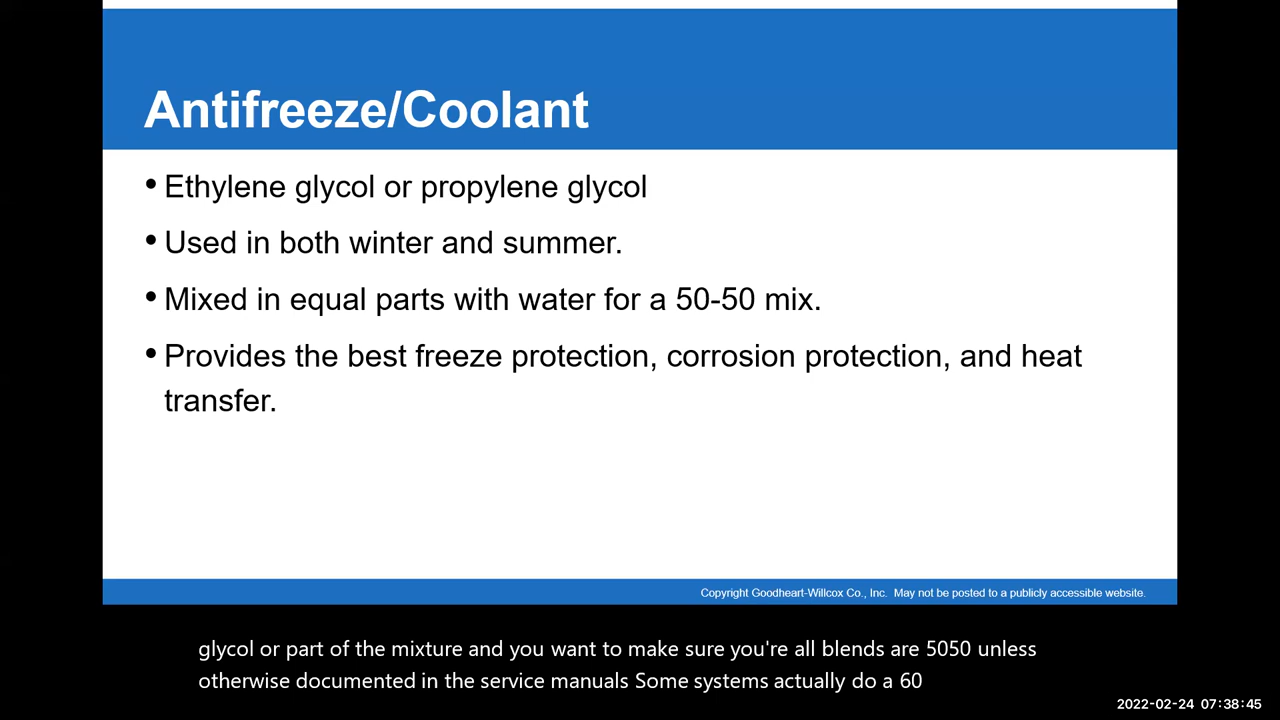 Antifreeze/Coolant
• Ethylene glycol or propylene glycol
• Used in both winter and summer.
• Mixed in equal parts with water for a 50-50 mix.
• Provides the best freeze protection, corrosion protection, and heat
transfer.
Copyright Goodheart-Willcox Co., Inc.  May not be posted to a publicly accessible website.
glycol or part of the mixture and you want to make sure you're all blends are 5050 unless
otherwise documented in the service manuals Some systems actually do a 60
2022-02-24 07:38:45